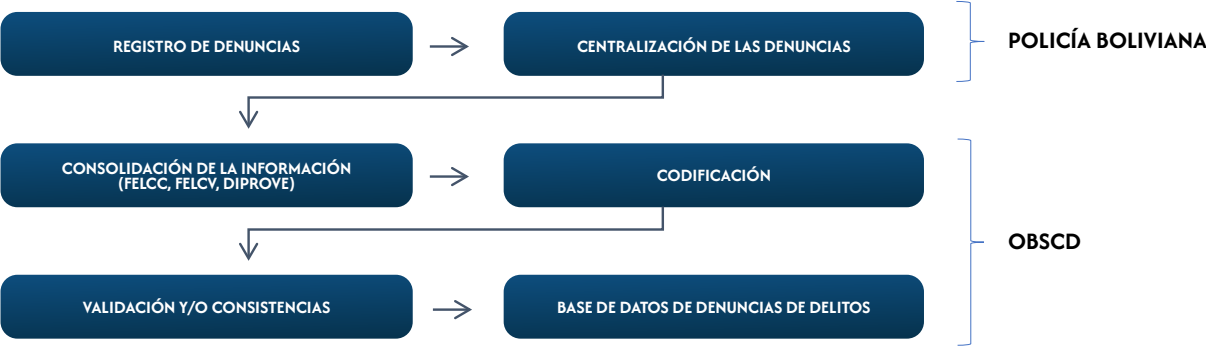 REGISTRO DE DENUNCIAS
CENTRALIZACIÓN DE LAS DENUNCIAS
POLICÍA BOLIVIANA
CONSOLIDACIÓN DE LA INFORMACIÓN
(FELCC, FELCV, DIPROVE)
CODIFICACIÓN
OBSCD
VALIDACIÓN Y/O CONSISTENCIAS
BASE DE DATOS DE DENUNCIAS DE DELITOS